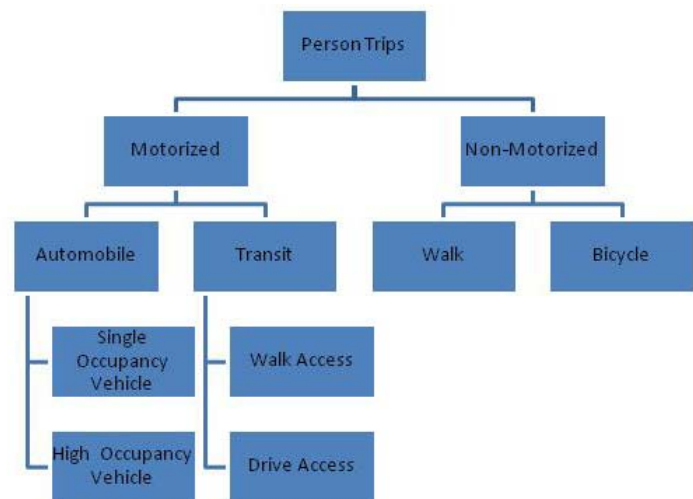 Person Trips
Motorized
Non-Motorized
Automobile
Transit
Walk
Bicycle
Single
Occupancy
Vehicle
Walk Access
High Occupancy
Vehicle
Drive Access